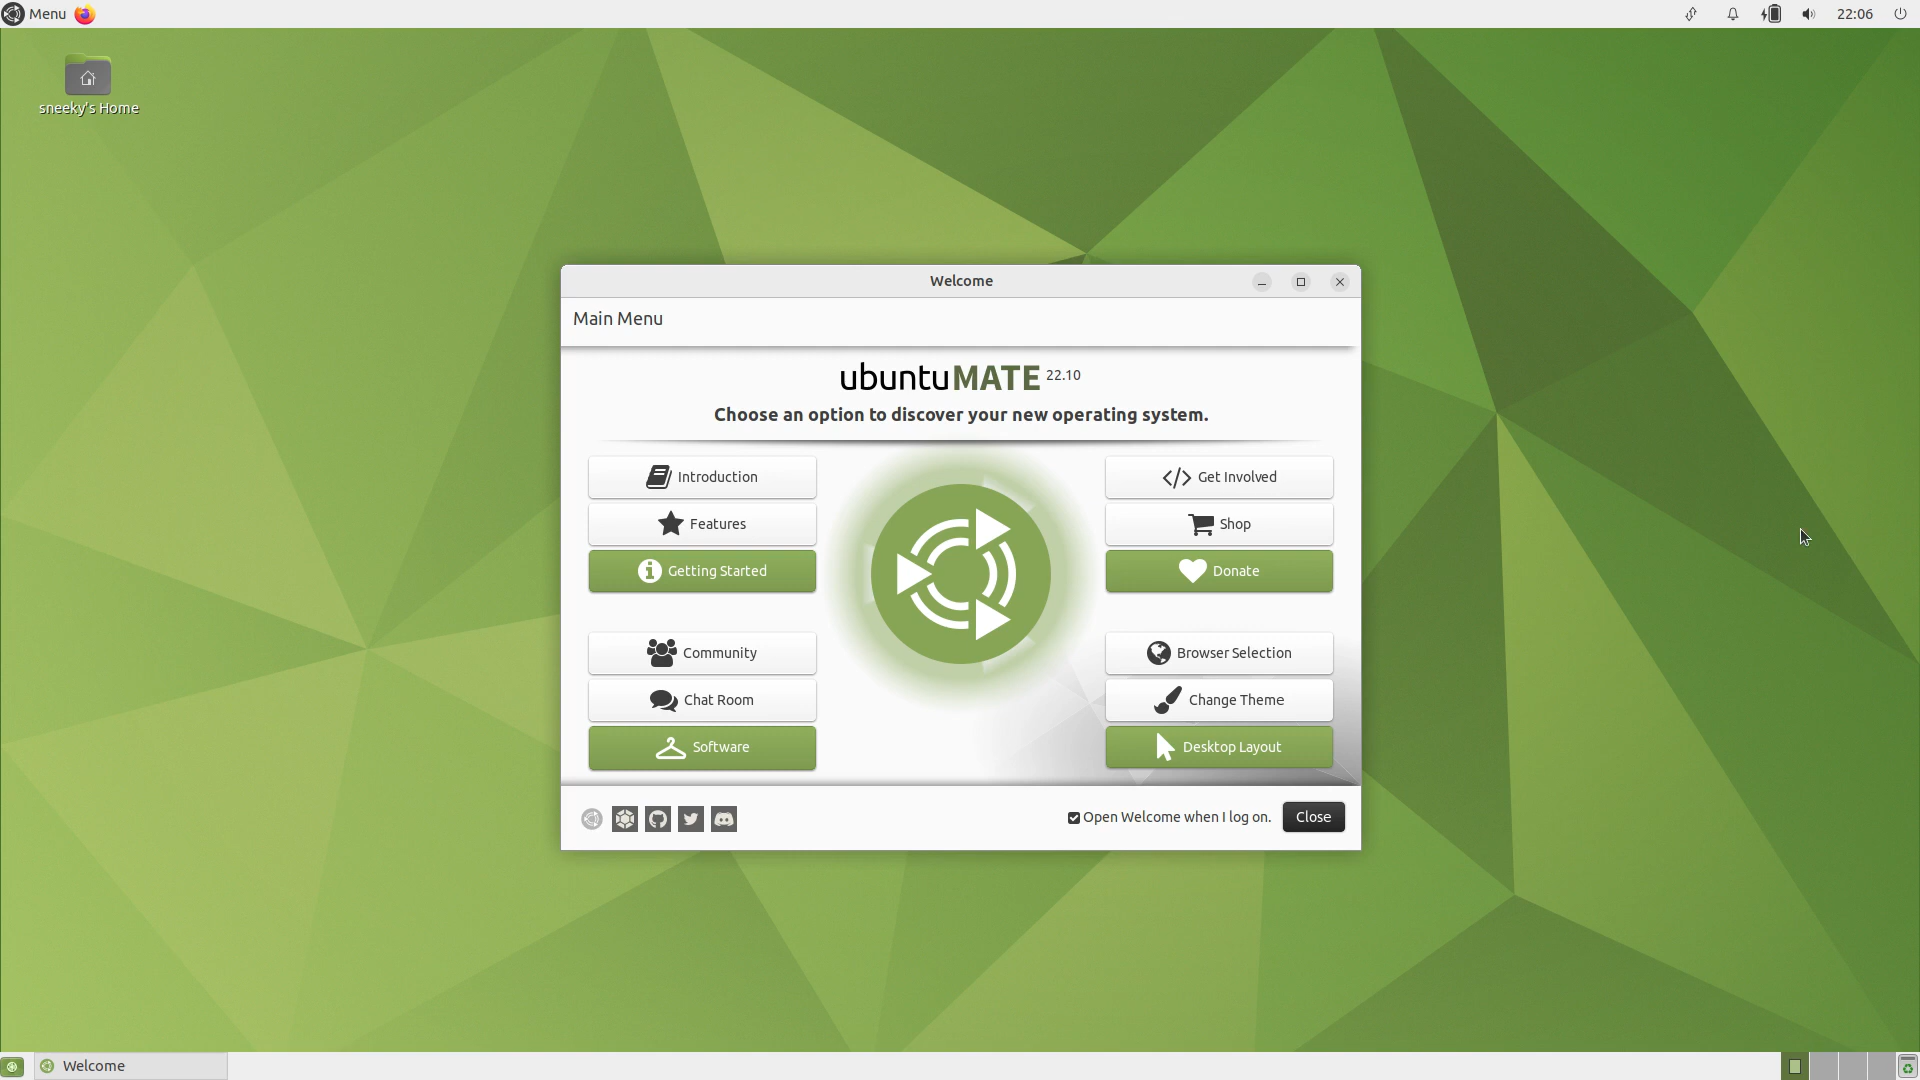 Menu
22:06
sneeky's Home
Welcome
Main Menu
ubuntuMATE 22.10
Choose an option to discover your new operating system.
Introduction
Get Involved
Features
Shop
Getting Started
Donate
Community
Browser Selection
Chat Room
Change Theme
Software
Desktop Layout
Open Welcome when I log on.
Close
Welcome